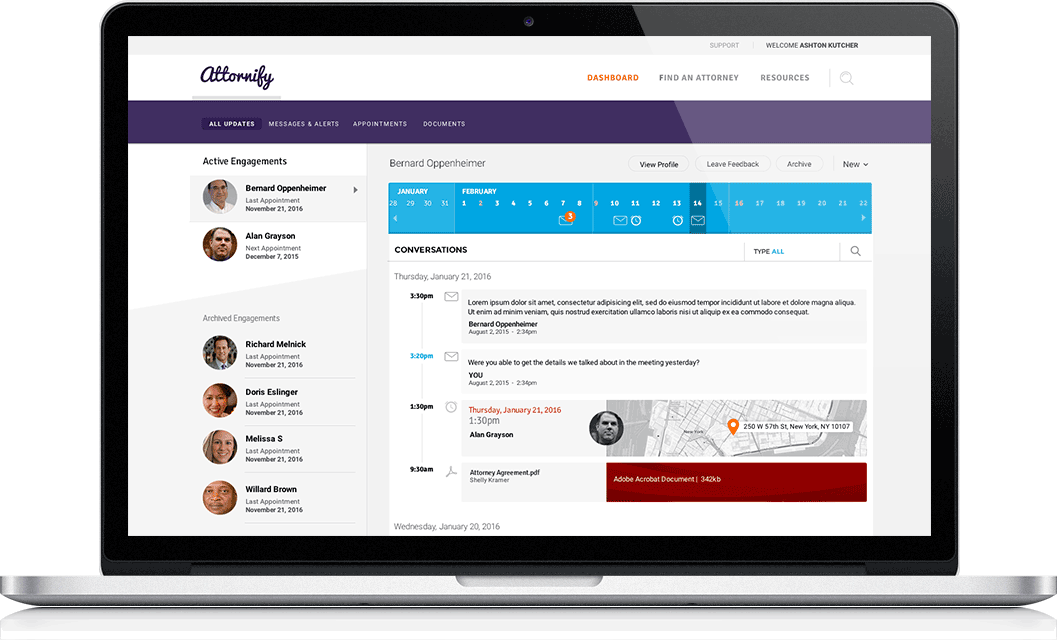 SUPPORT
WELCOME ASHTON KUTCHER
Attornify
DASHBOARD
FIND AN ATTORNEY
RESOURCES
ALL UPDATES
MESSAGES & ALERTS
APPOINTMENTS
DOCUMENTS
Active Engagements
Bernard Oppenheimer
Last Appointment
November 21, 2016
Alan Grayson
Next Appointment
December 7, 2015
Archived Engagements
Richard Melnick
Last Appointment
November 21, 2016
Doris Eslinger
Last Appointment
November 21, 2016
Melissa S
Last Appointment
November 21, 2016
Willard Brown
Last Appointment
November 21, 2016
Bernard Oppenheimer
View Profile
Leave Feedback
Archive
New
JANUARY
FEBRUARY
28 29 30 31 1 2 3 4 5 6 7 8 9 10 11 12 13 14 15 16 17 18 19 20 21 22
3
CONVERSATIONS
TYPE ALL
Thursday, January 21, 2016
3:30pm
Lorem ipsum dolor sit amet, consectetur adipisicing elit, sed do eiusmod tempor incididunt ut labore et dolore magna aliqua.
Ut enim ad minim veniam, quis nostrud exercitation ullamco laboris nisi ut aliquip ex ea commodo consequat.
Bernard Oppenheimer
August 2, 2015 - 2:34pm
3:20pm
Were you able to get the details we talked about in the meeting yesterday?
YOU
August 2, 2015 - 2:34pm
1:30pm
Thursday, January 21, 2016
1:30pm
Alan Grayson
New York
250 W 57th St, New York, NY 10107
9:30am
Attorney Agreement.pdf
Shelly Kramer
Adobe Acrobat Document | 342kb
Wednesday, January 20, 2016